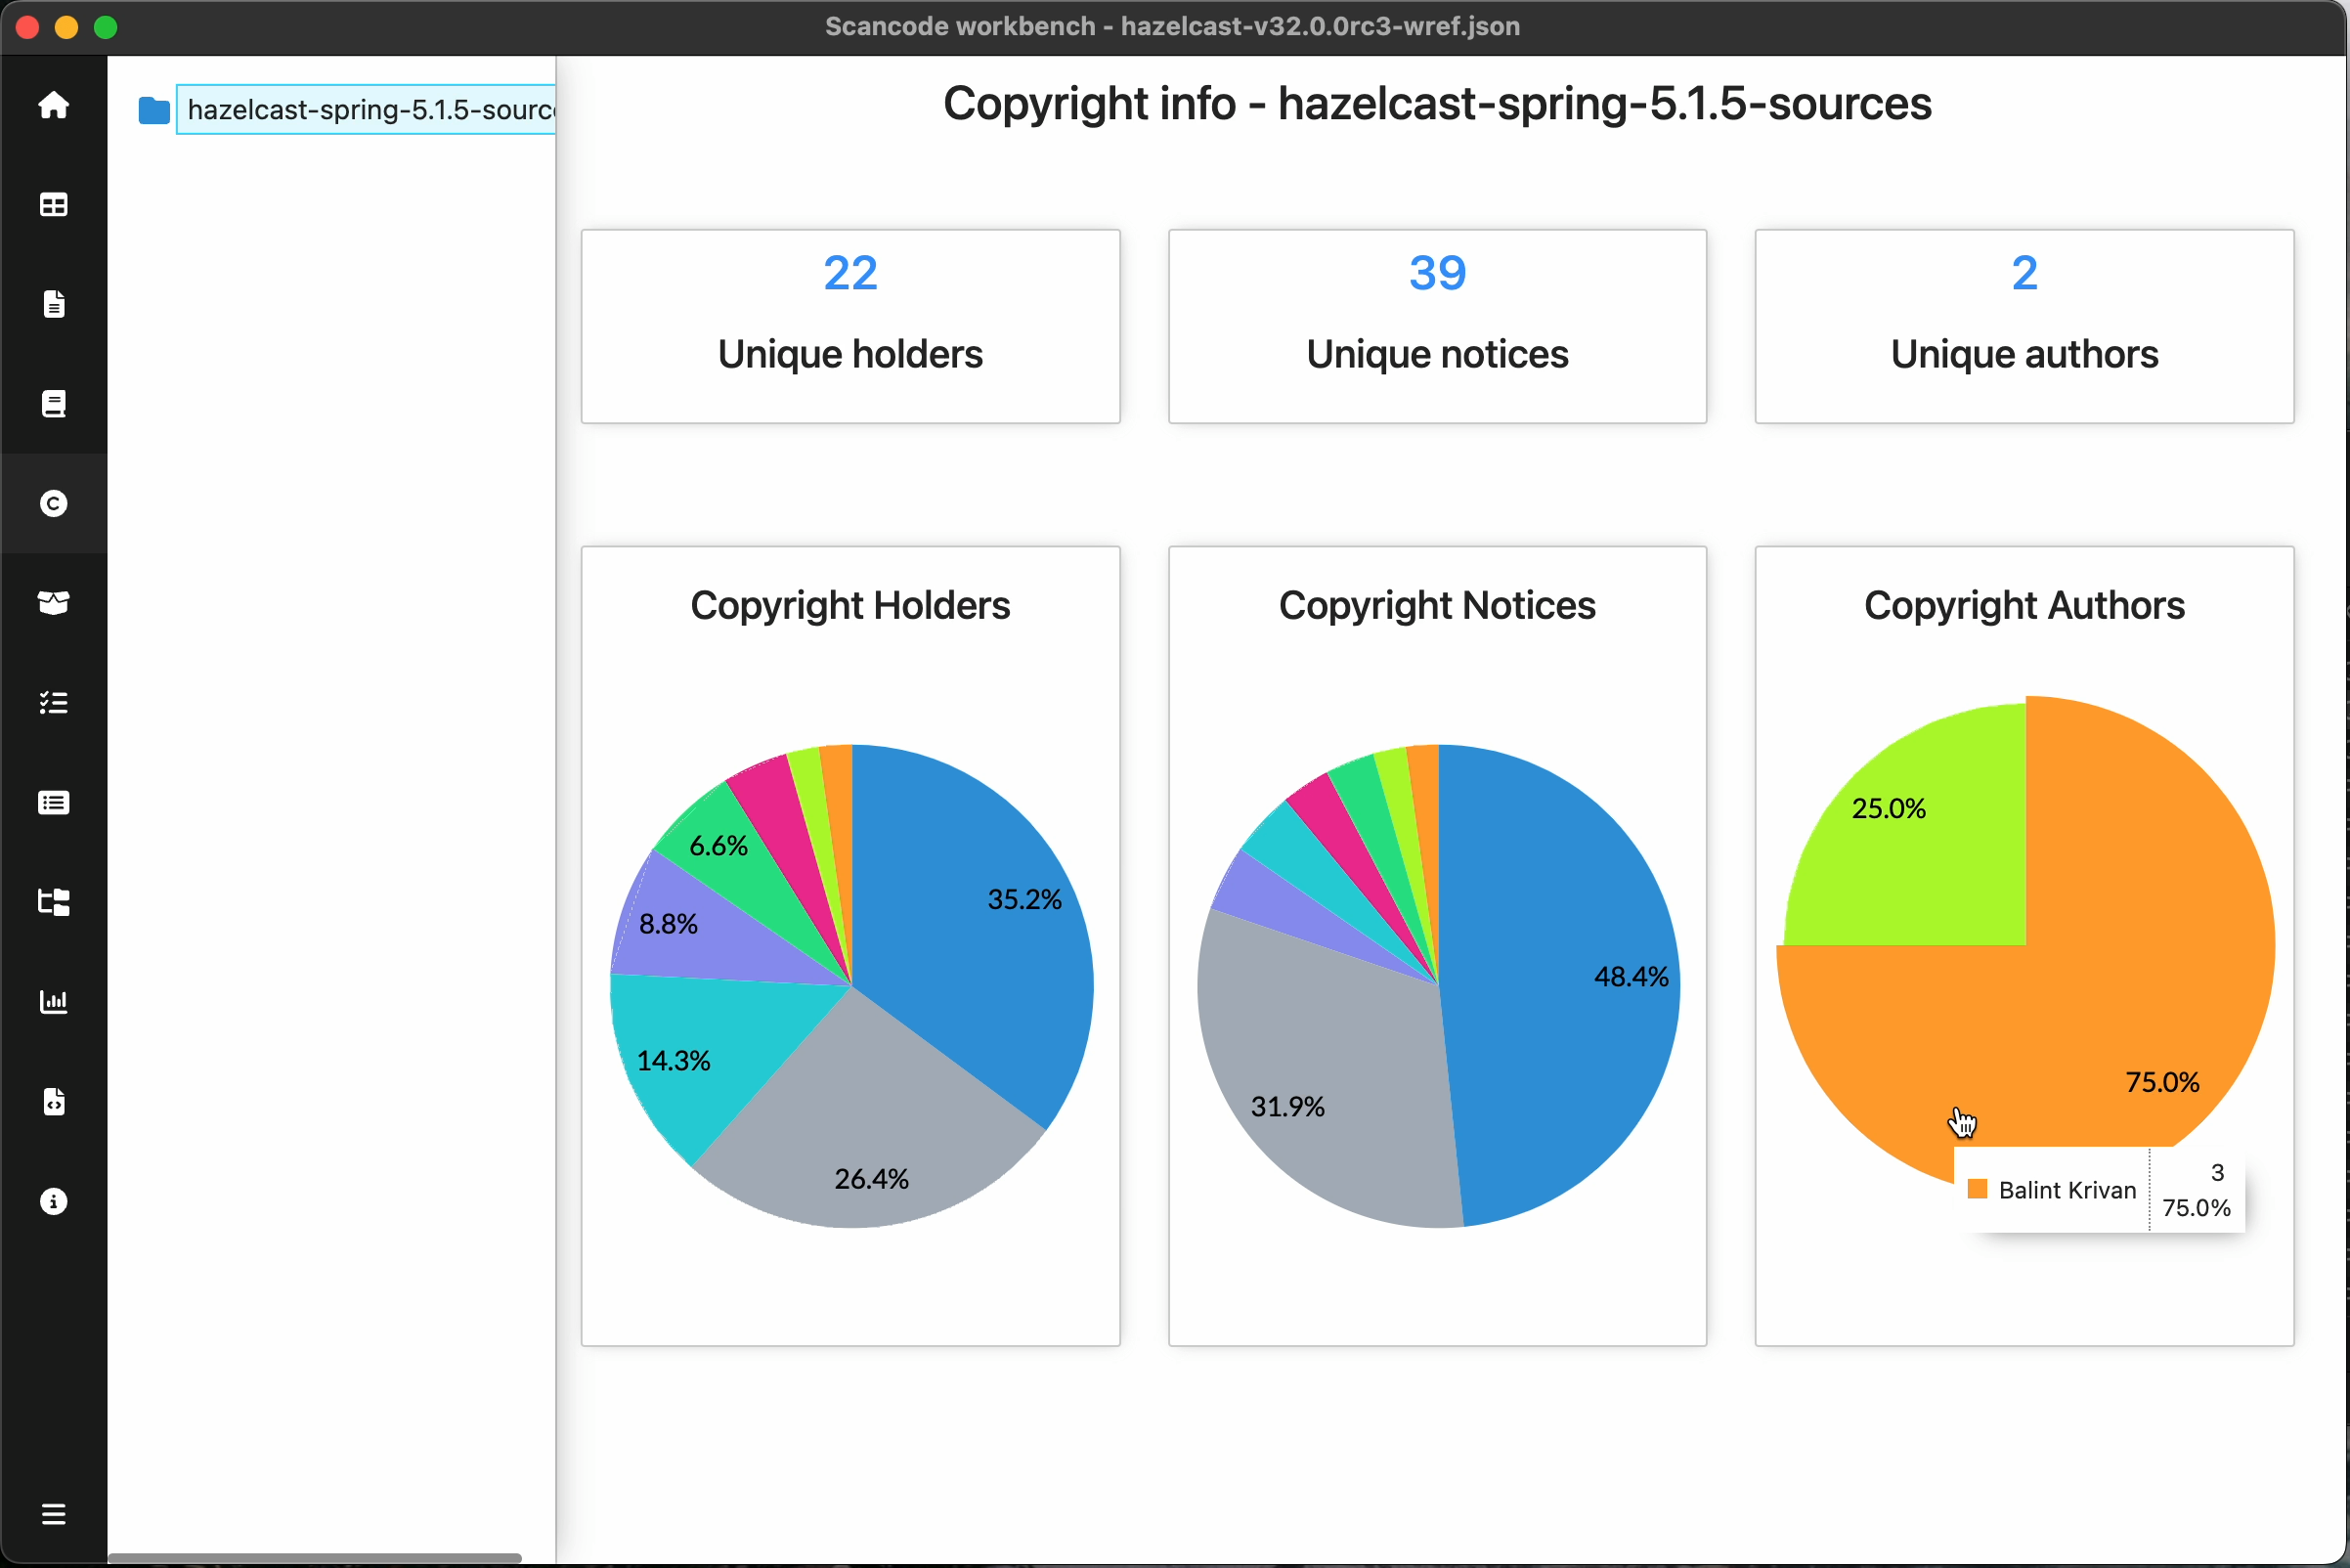 Scancode workbench - hazelcast-v32.0.0rc3-wref.json
hazelcast-spring-5.1.5-sourc
Copyright info - hazelcast-spring-5.1.5-sources
22
Unique holders
39
Unique notices
2
Unique authors
Copyright Holders
35.2%
26.4%
14.3%
8.8%
6.6%
Copyright Notices
48.4%
31.9%
Copyright Authors
25.0%
75.0%
Balint Krivan
3
75.0%